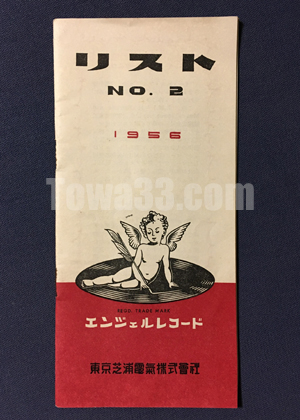 リスト
NO. 2
1956
Towa33.com
REGD. TRADE MARK
エンジェルレコード
東京芝浦電氣株式會社